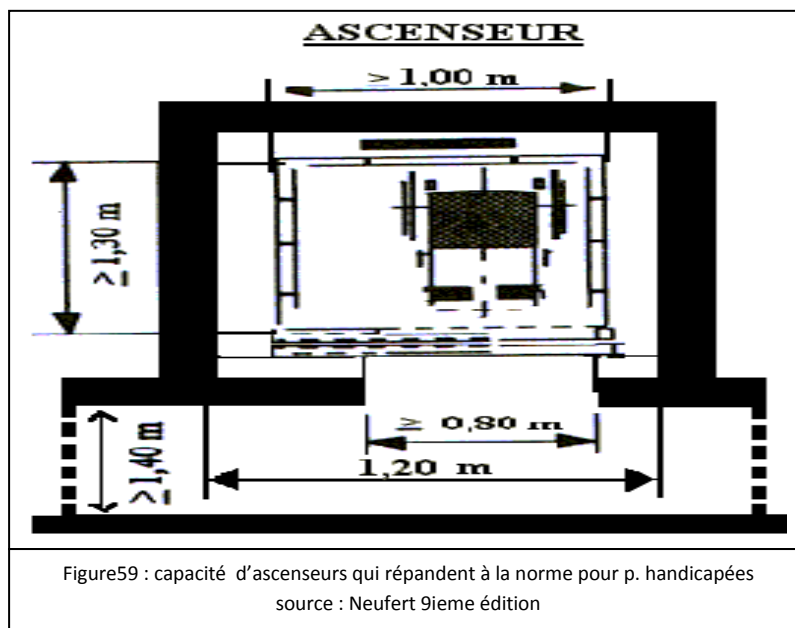 ASCENSEUR
≥ 1,00 m
≥1,30 m
≥ 0,80 m
≥1,40 m
1,20 m
Figure59 : capacité d'ascenseurs qui répandent à la norme pour p. handicapées
source : Neufert 9ieme édition